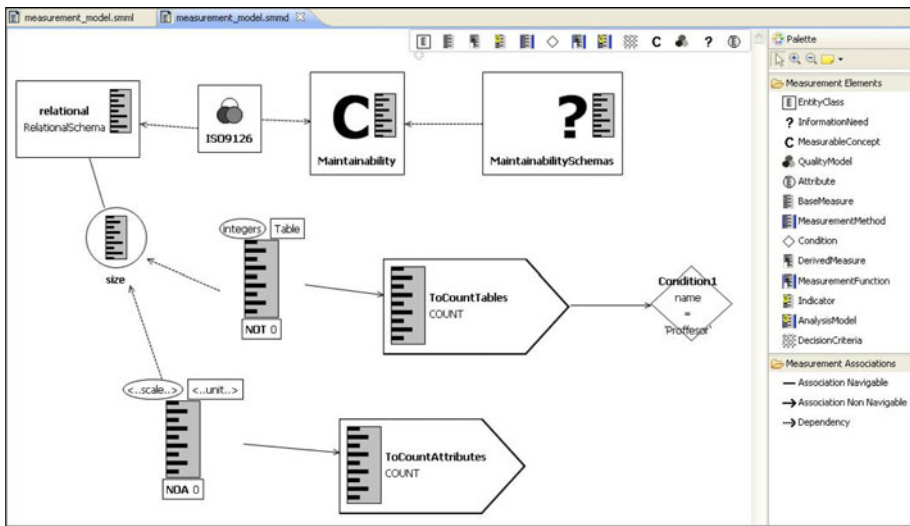 measurement_model.smml
measurement_model.smmd
E C ?
Palette
Measurement Elements
E EntityClass
? InformationNeed
C MeasurableConcept
QualityModel
Attribute
BaseMeasure
MeasurementMethod
Condition
DerivedMeasure
MeasurementFunction
Indicator
AnalysisModel
DecisionCriteria
Measurement Associations
Association Navigable
Association Non Navigable
Dependency
relational
RelationalSchema
ISO9126
C
Maintainability
?
MaintainabilitySchemas
size
integers Table
NOT 0
ToCountTables
COUNT
Condition1
name
=
'Proffesor'
<..scale..> <..unit..>
NOA 0
ToCountAttributes
COUNT